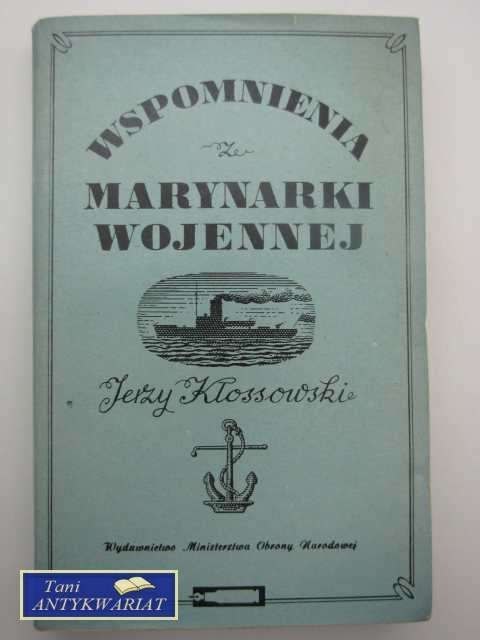 WSPOMNIENIA
ze
MARYNARKI
WOJENNEJ
Jerzy Kłossowski
Wydawnictwo Ministerstwa Obrony Narodowej
Tani
ANTYKWARIAT